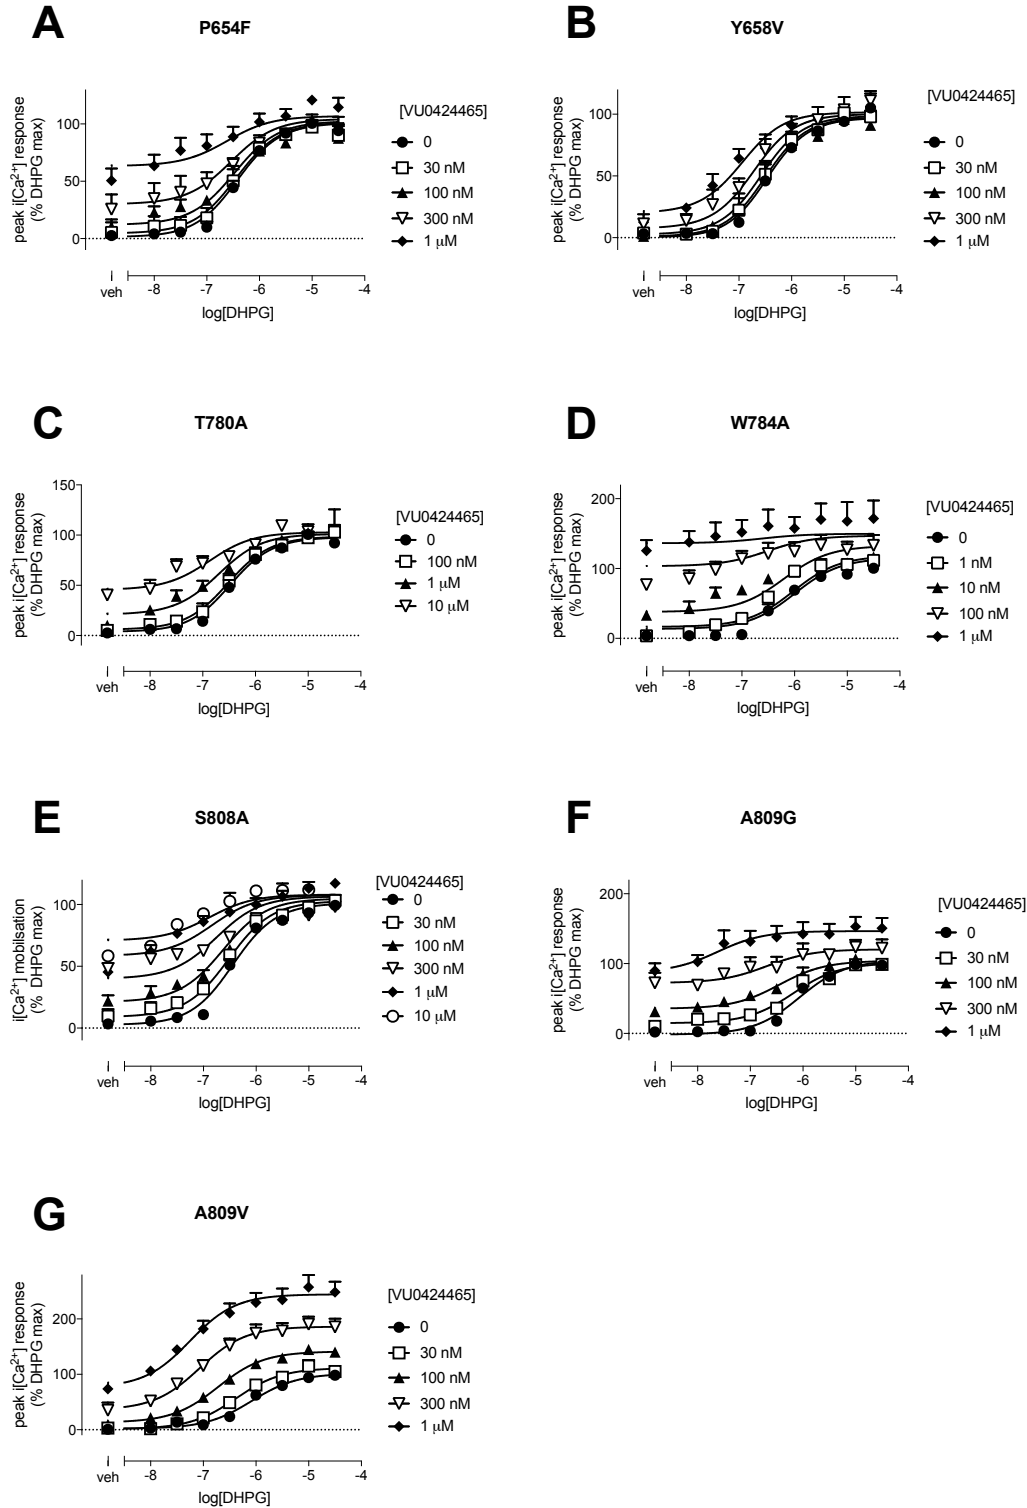 A
P654F
peak i[Ca²⁺] response
(% DHPG max)
100
50
0
veh
-8
-7
-6
-5
-4
log[DHPG]
[VU0424465]
0
30 nM
100 nM
300 nM
1 μM
B
Y658V
peak i[Ca²⁺] response
(% DHPG max)
100
50
0
veh
-8
-7
-6
-5
-4
log[DHPG]
[VU0424465]
0
30 nM
100 nM
300 nM
1 μM
C
T780A
peak i[Ca²⁺] response
(% DHPG max)
150
100
50
0
veh
-8
-7
-6
-5
-4
log[DHPG]
[VU0424465]
0
100 nM
1 μM
10 μM
D
W784A
peak i[Ca²⁺] response
(% DHPG max)
200
100
0
veh
-8
-7
-6
-5
-4
log[DHPG]
[VU0424465]
0
1 nM
10 nM
100 nM
1 μM
E
S808A
i[Ca²⁺] mobilisation
(% DHPG max)
100
50
0
veh
-8
-7
-6
-5
-4
log[DHPG]
[VU0424465]
0
30 nM
100 nM
300 nM
1 μM
10 μM
F
A809G
peak i[Ca²⁺] response
(% DHPG max)
200
100
0
veh
-8
-7
-6
-5
-4
log[DHPG]
[VU0424465]
0
30 nM
100 nM
300 nM
1 μM
G
A809V
peak i[Ca²⁺] response
(% DHPG max)
200
100
0
veh
-8
-7
-6
-5
-4
log[DHPG]
[VU0424465]
0
30 nM
100 nM
300 nM
1 μM